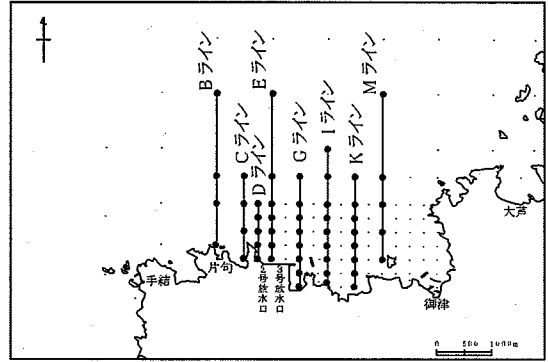 Bライン
Cライン
Dライン
Eライン
Gライン
Iライン
Kライン
Mライン
手結
片句
2号放水口
3号放水口
御津
大芦
0 500 1000m